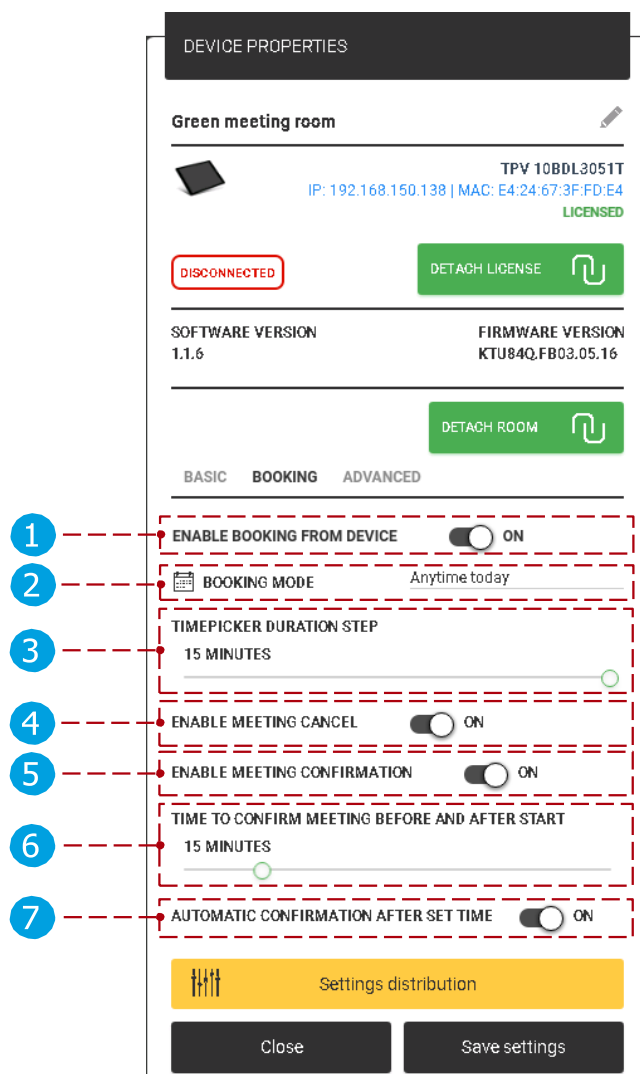 DEVICE PROPERTIES
Green meeting room
TPV 10BDL3051T
IP: 192.168.150.138 | MAC: E4:24:67:3F:FD:E4
LICENSED
DISCONNECTED
DETACH LICENSE
SOFTWARE VERSION FIRMWARE VERSION
1.1.6 KTU84Q.FB03.05.16
DETACH ROOM
BASIC BOOKING ADVANCED
1 ENABLE BOOKING FROM DEVICE ON
2 BOOKING MODE Anytime today
TIMEPICKER DURATION STEP
3 15 MINUTES
4 ENABLE MEETING CANCEL ON
5 ENABLE MEETING CONFIRMATION ON
TIME TO CONFIRM MEETING BEFORE AND AFTER START
6 15 MINUTES
7 AUTOMATIC CONFIRMATION AFTER SET TIME ON
Settings distribution
Close Save settings